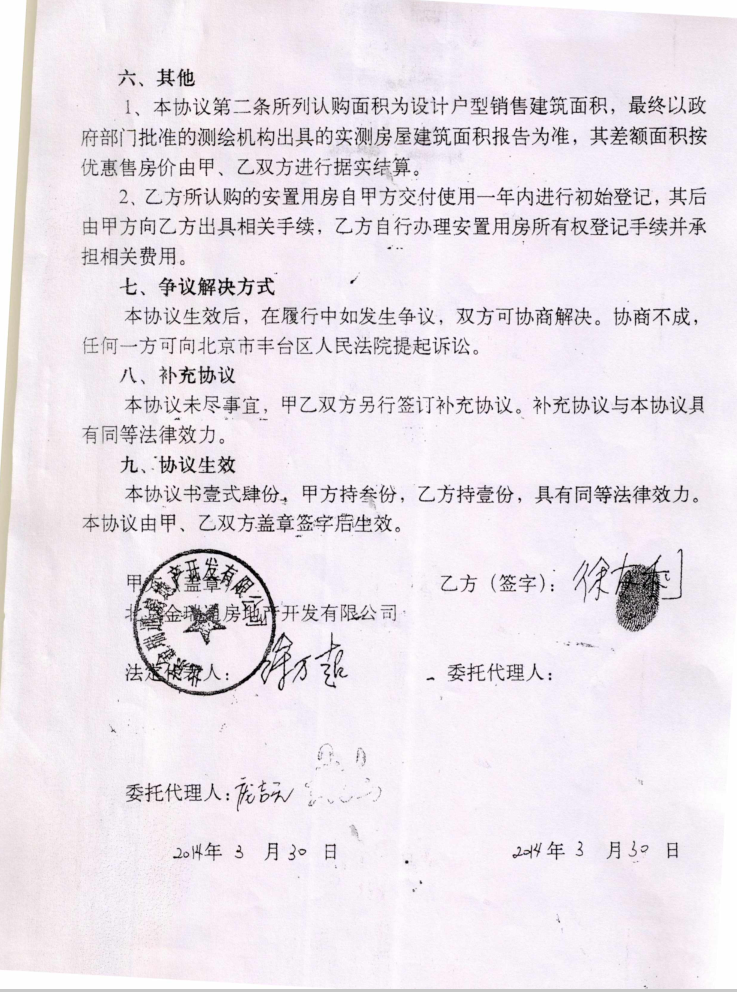 六、其他
1、本协议第二条所列认购面积为设计户型销售建筑面积，最终以政
府部门批准的测绘机构出具的实测房屋建筑面积报告为准，其差额面积按
优惠售房价由甲、乙双方进行据实结算。
2、乙方所认购的安置用房自甲方交付使用一年内进行初始登记，其后
由甲方向乙方出具相关手续，乙方自行办理安置用房所有权登记手续并承
担相关费用。
七、争议解决方式
本协议生效后，在履行中如发生争议，双方可协商解决。协商不成，
任何一方可向北京市丰台区人民法院提起诉讼。
八、补充协议
本协议未尽事宜，甲乙双方另行签订补充协议。补充协议与本协议具
有同等法律效力。
九、协议生效
本协议书壹式肆份，甲方持叁份，乙方持壹份，具有同等法律效力。
本协议由甲、乙双方盖章签字后生效。
甲 盖章 乙方（签字）：徐
北 金瑞通房地产开发有限公司
法定代表人： 万 委托代理人：
委托代理人：
2014年 3 月 30 日 2014年 3 月 30 日